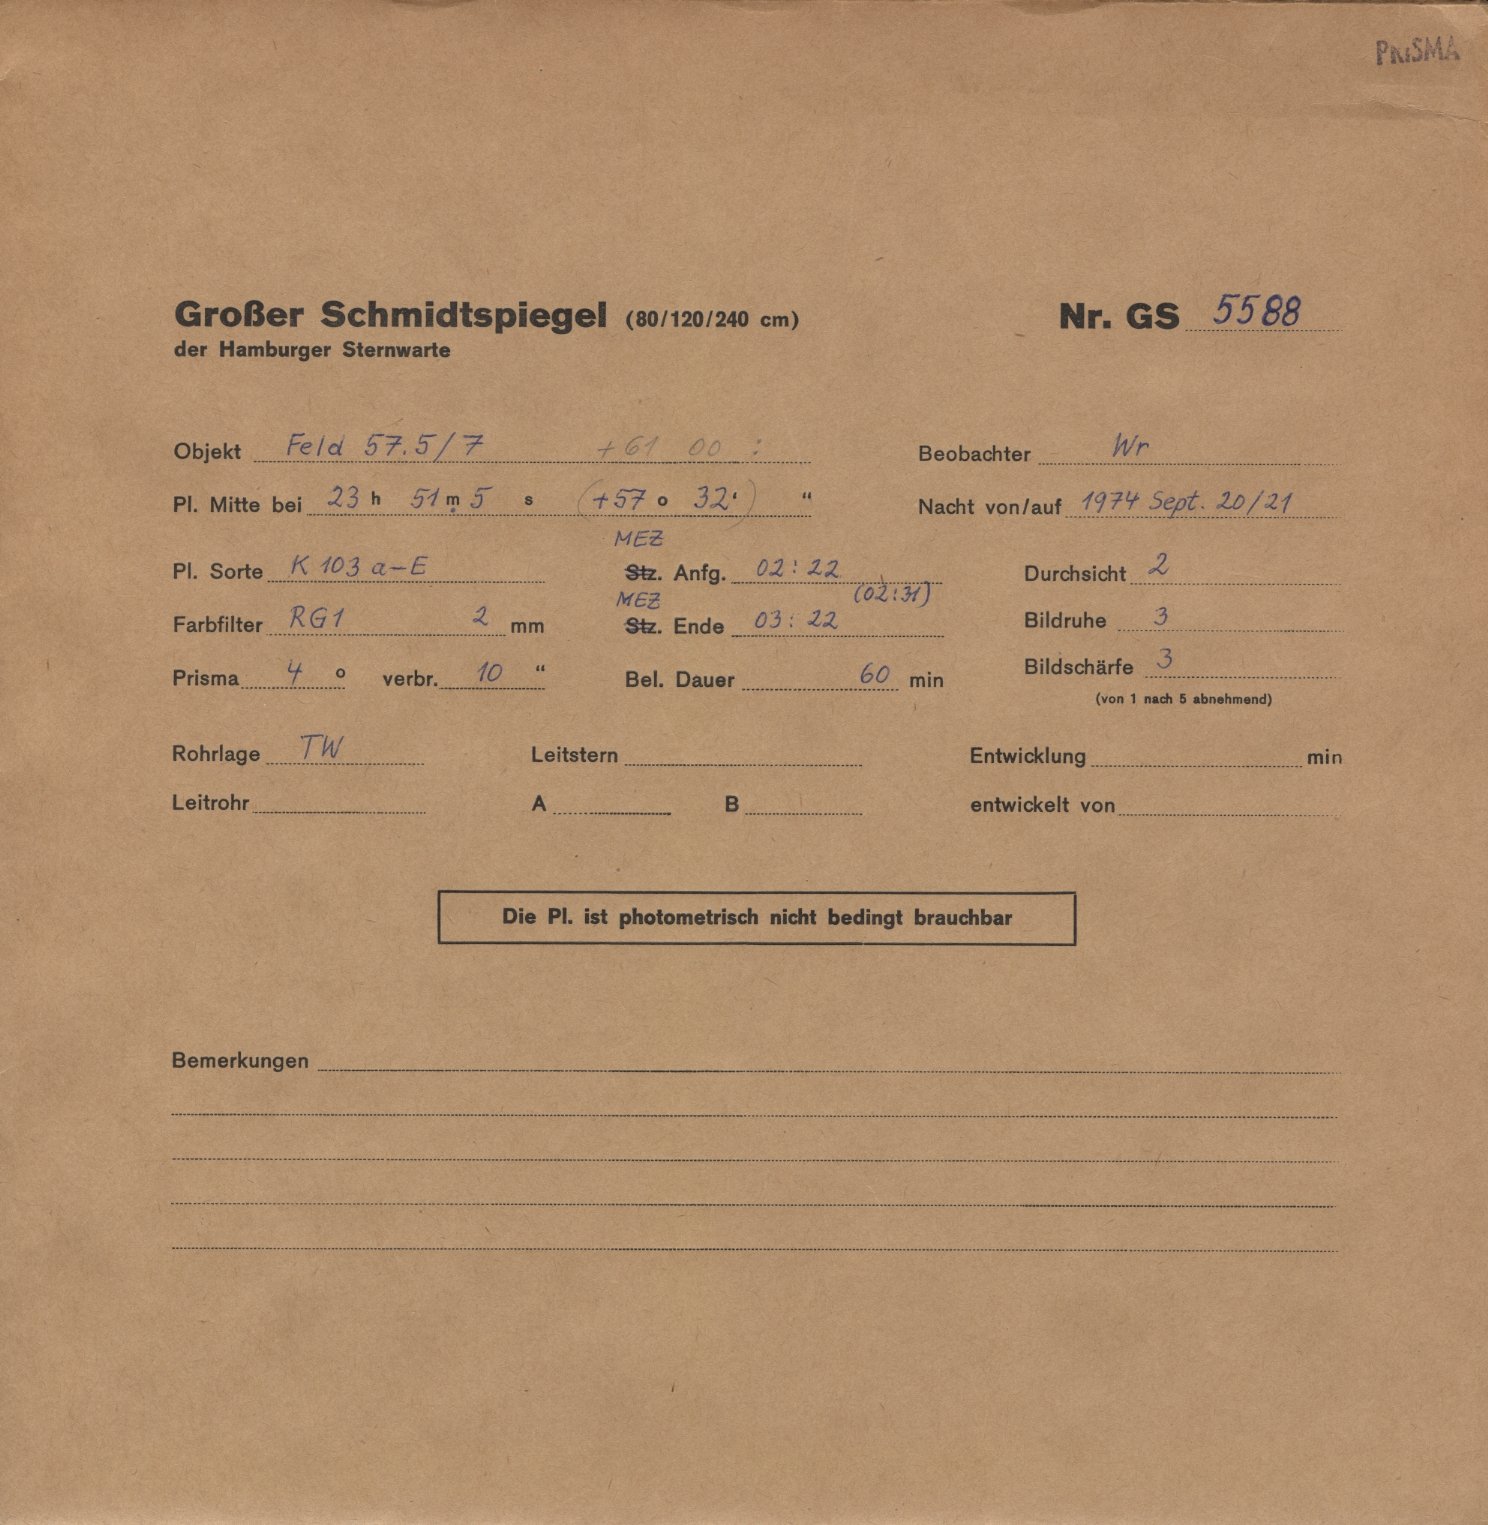 PRISMA
Großer Schmidtspiegel (80/120/240 cm) Nr. GS 5588
der Hamburger Sternwarte
Objekt Feld 57.5/7 +61 00 : Beobachter Wr
Pl. Mitte bei 23 h 51 m. 5 s (+57 o 32 ‘) “ Nacht von/auf 1974 Sept. 20/21
MEZ
Pl. Sorte K 103 a-E Stz. Anfg. 02:22 Durchsicht 2
MEZ (02:31)
Farbfilter RG1 2 mm Stz. Ende 03:22 Bildruhe 3
Prisma 4 o verbr. 10 “ Bel. Dauer 60 min Bildschärfe 3
(von 1 nach 5 abnehmend)
Rohrlage TW Leitstern Entwicklung min
Leitrohr A B entwickelt von
Die Pl. ist photometrisch nicht bedingt brauchbar
Bemerkungen